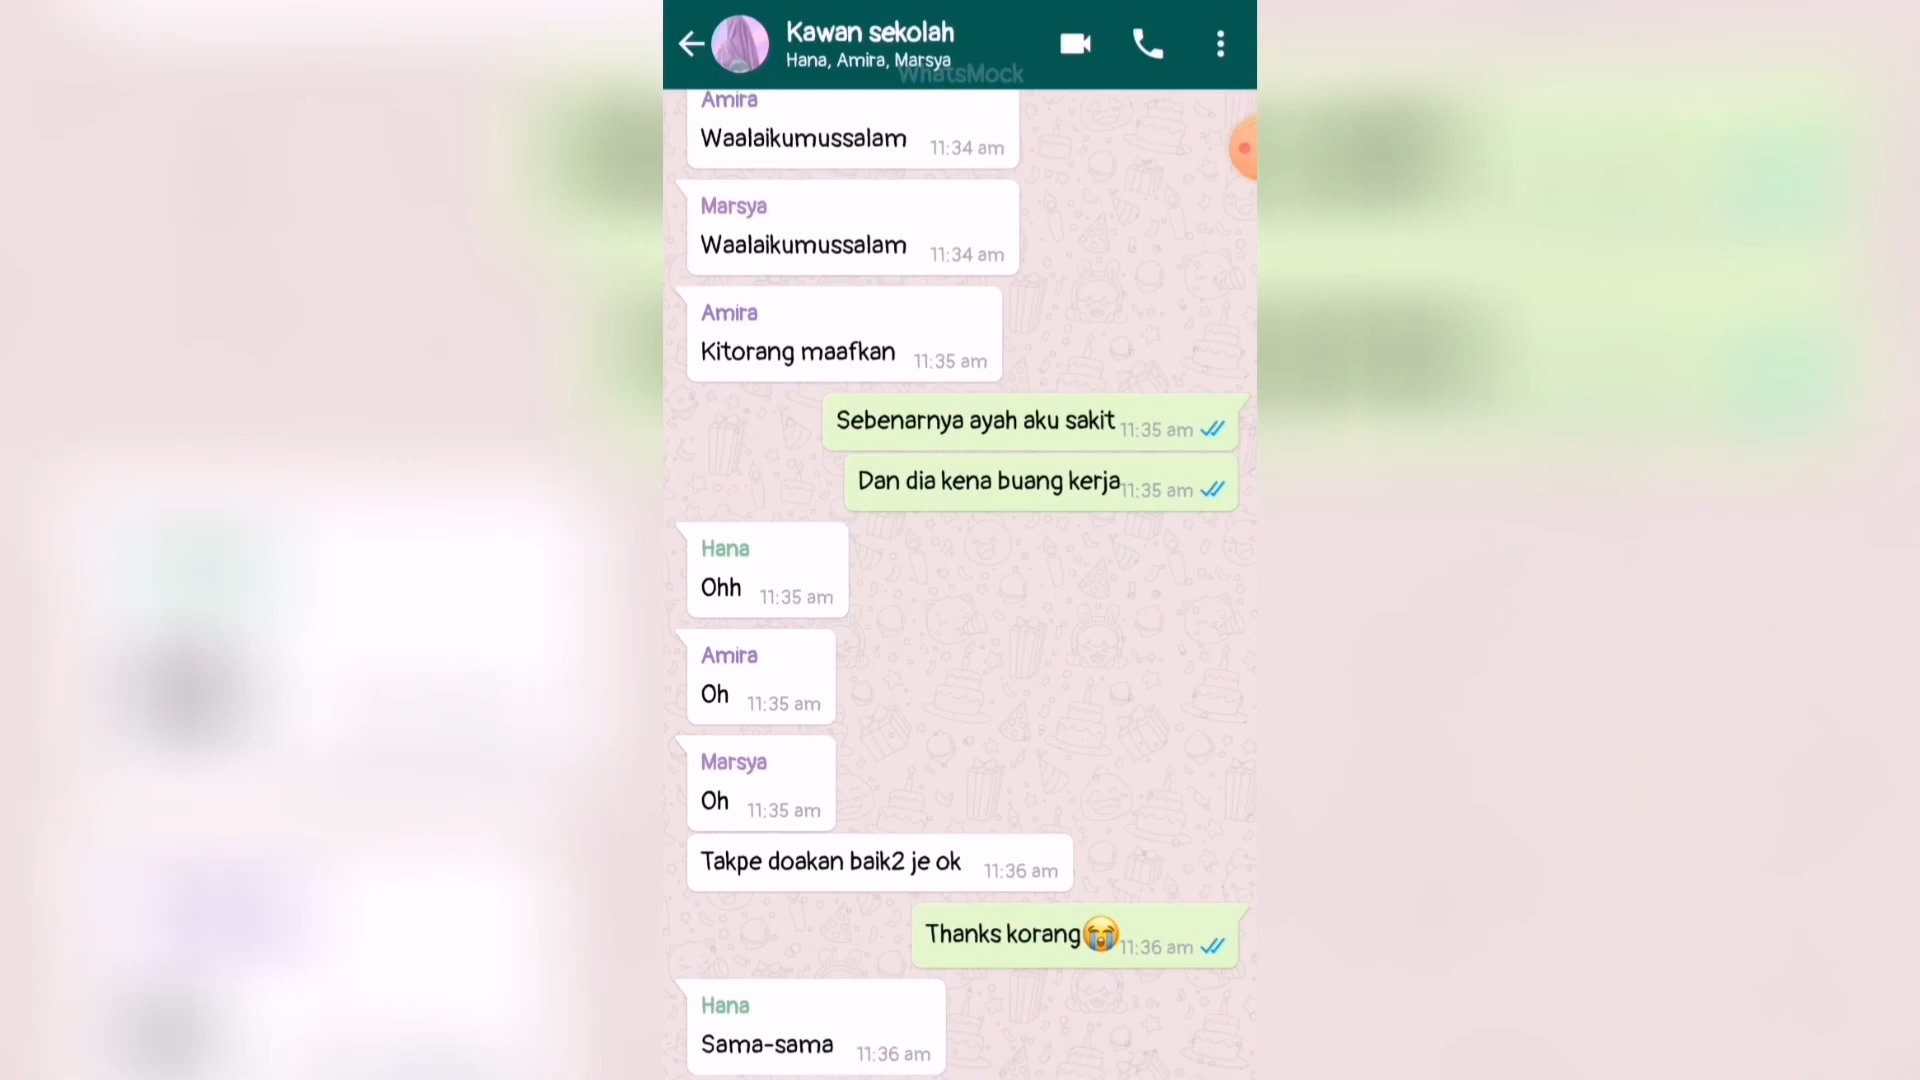 Kawan sekolah
Hana, Amira, Marsya
WhatsMock
Amira
Waalaikumussalam 11:34 am
Marsya
Waalaikumussalam 11:34 am
Amira
Kitorang maafkan 11:35 am
Sebenarnya ayah aku sakit 11:35 am
Dan dia kena buang kerja 11:35 am
Hana
Ohh 11:35 am
Amira
Oh 11:35 am
Marsya
Oh 11:35 am
Takpe doakan baik2 je ok 11:36 am
Thanks korang😭 11:36 am
Hana
Sama-sama 11:36 am